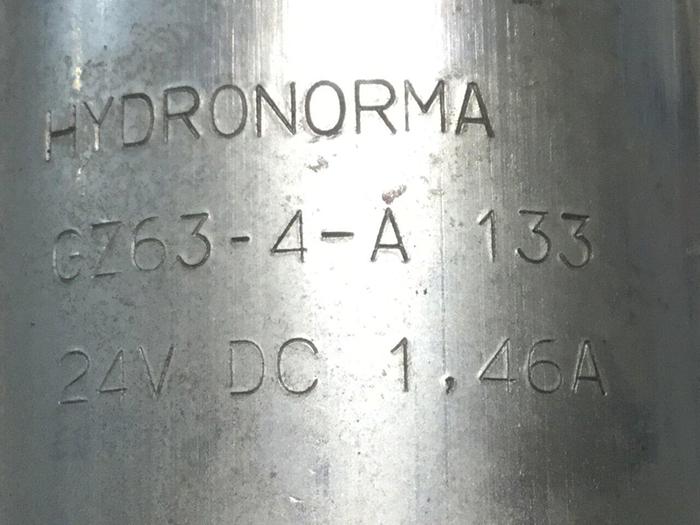 HYDRONORMA
GZ63-4-A 133
24V DC 1.46A